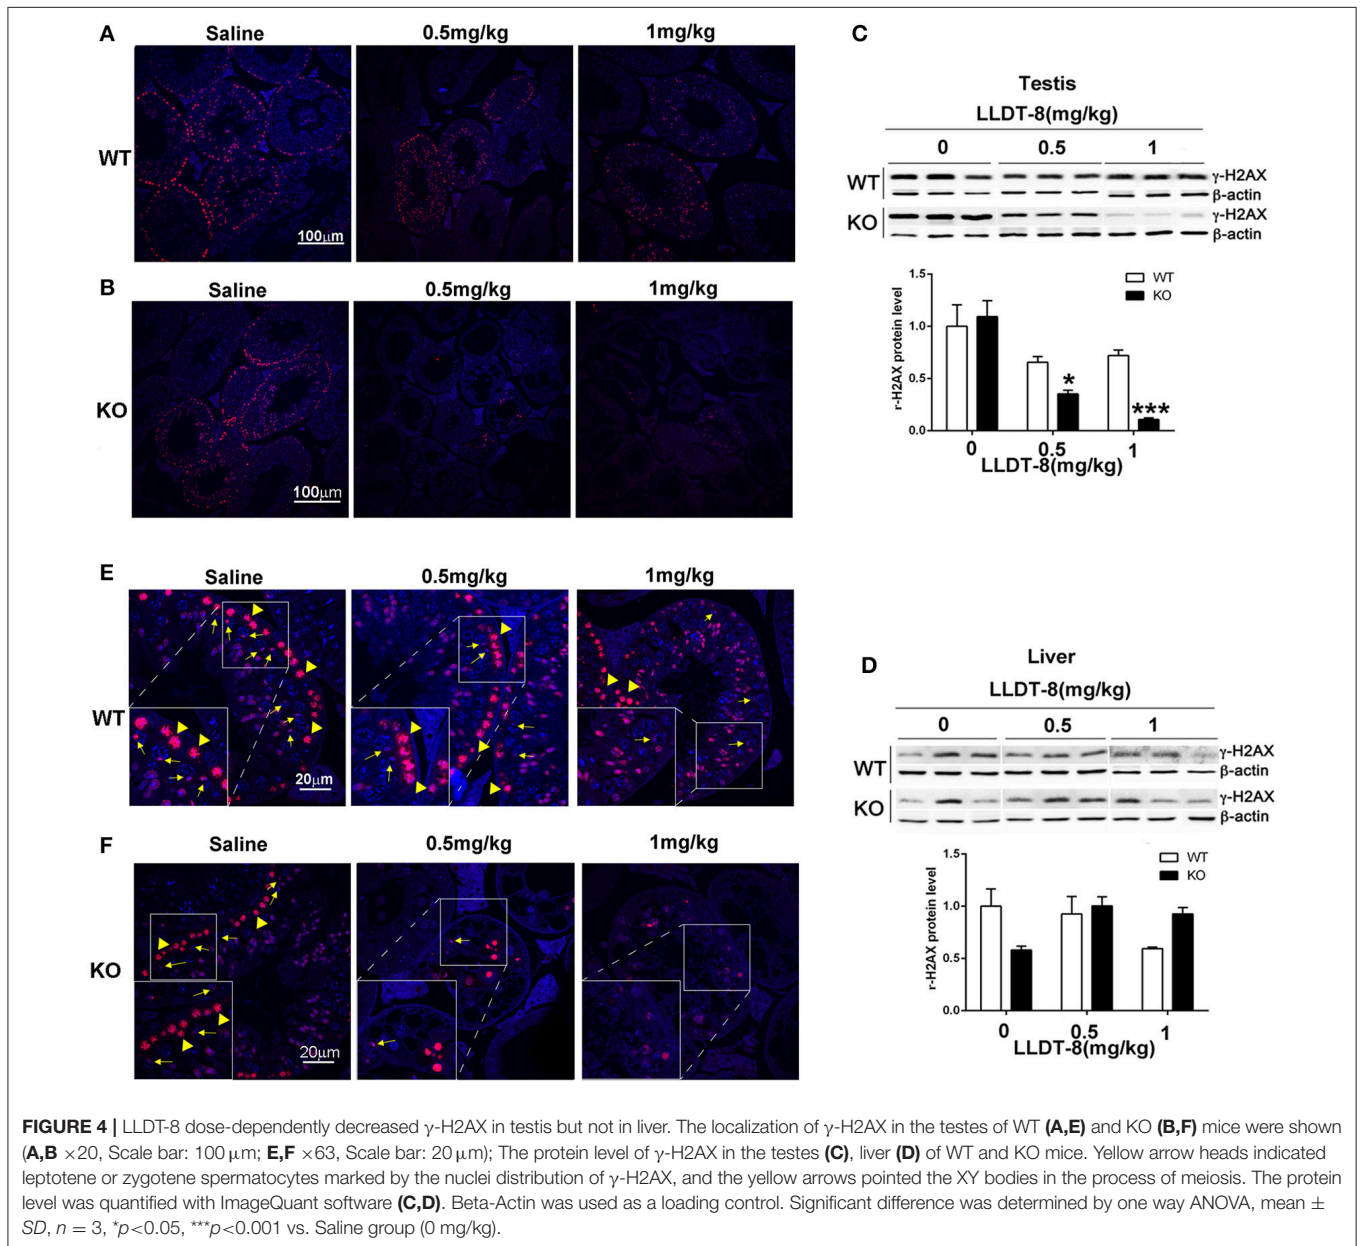 A
Saline
0.5mg/kg
1mg/kg
WT
100μm
B
Saline
0.5mg/kg
1mg/kg
KO
100μm
C
Testis
LLDT-8(mg/kg)
0 0.5 1
WT
γ-H2AX
β-actin
KO
γ-H2AX
β-actin
r-H2AX protein level
1.5
1.0
0.5
0.0
WT
KO
*
***
0 0.5 1
LLDT-8(mg/kg)
E
Saline
0.5mg/kg
1mg/kg
WT
20μm
F
Saline
0.5mg/kg
1mg/kg
KO
20μm
D
Liver
LLDT-8(mg/kg)
0 0.5 1
WT
γ-H2AX
β-actin
KO
γ-H2AX
β-actin
r-H2AX protein level
1.5
1.0
0.5
0.0
WT
KO
0 0.5 1
LLDT-8(mg/kg)
FIGURE 4 | LLDT-8 dose-dependently decreased γ-H2AX in testis but not in liver. The localization of γ-H2AX in the testes of WT (A,E) and KO (B,F) mice were shown
(A,B ×20, Scale bar: 100 μm; E,F ×63, Scale bar: 20 μm); The protein level of γ-H2AX in the testes (C), liver (D) of WT and KO mice. Yellow arrow heads indicated
leptotene or zygotene spermatocytes marked by the nuclei distribution of γ-H2AX, and the yellow arrows pointed the XY bodies in the process of meiosis. The protein
level was quantified with ImageQuant software (C,D). Beta-Actin was used as a loading control. Significant difference was determined by one way ANOVA, mean ±
SD, n = 3, *p<0.05, ***p<0.001 vs. Saline group (0 mg/kg).